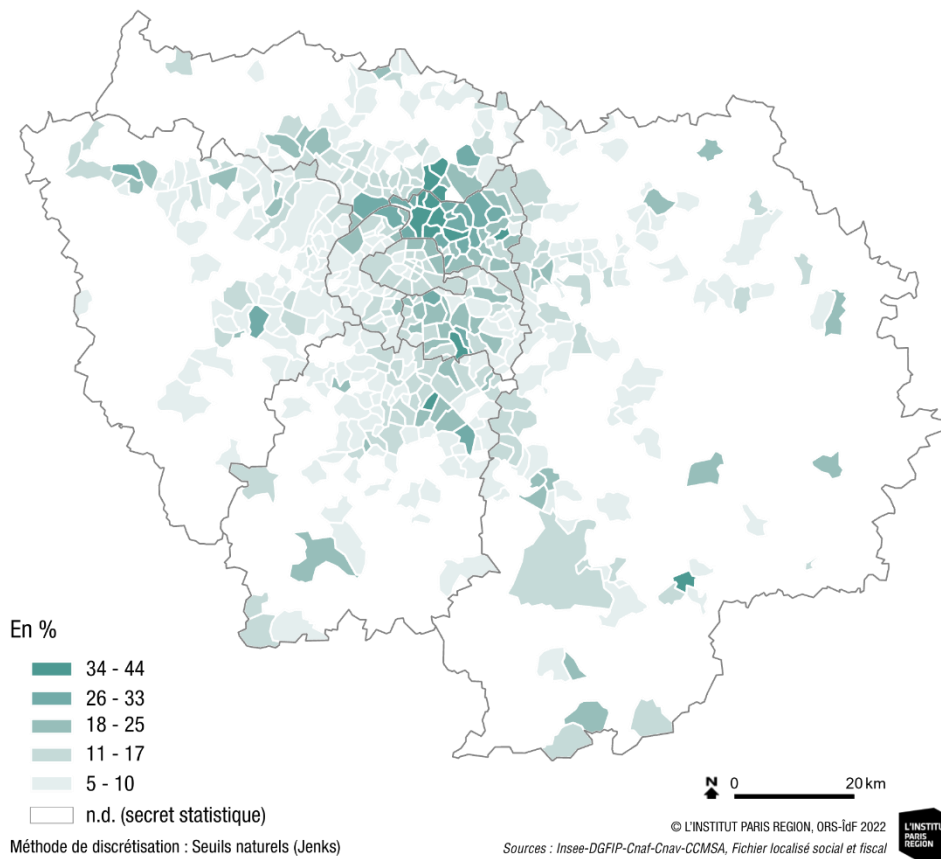 En %
34 - 44
26 - 33
18 - 25
11 - 17
5 - 10
n.d. (secret statistique)
Méthode de discrétisation : Seuils naturels (Jenks)
N 0 20 km
© L'INSTITUT PARIS REGION, ORS-ÎdF 2022
Sources : Insee-DGFIP-Cnaf-Cnav-CCMSA, Fichier localisé social et fiscal
L'INSTITUT
PARIS
REGION